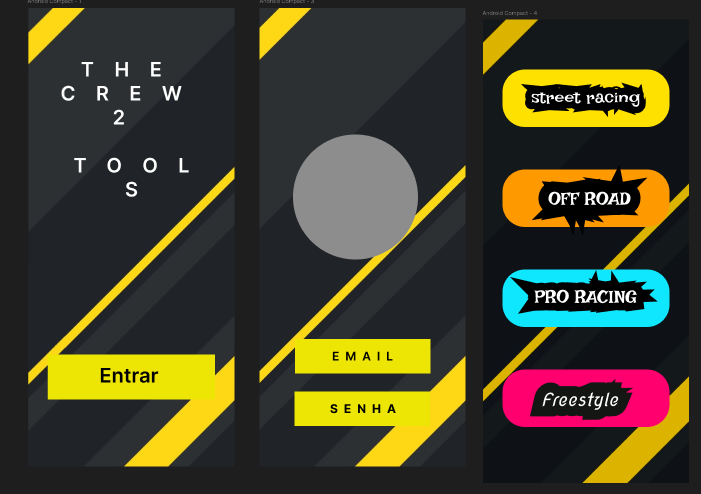 Android Compact - 1
T H E
C R E W
2
T O O L
S
Entrar
Android Compact - 3
EMAIL
SENHA
Android Compact - 4
street racing
OFF ROAD
PRO RACING
Freestyle